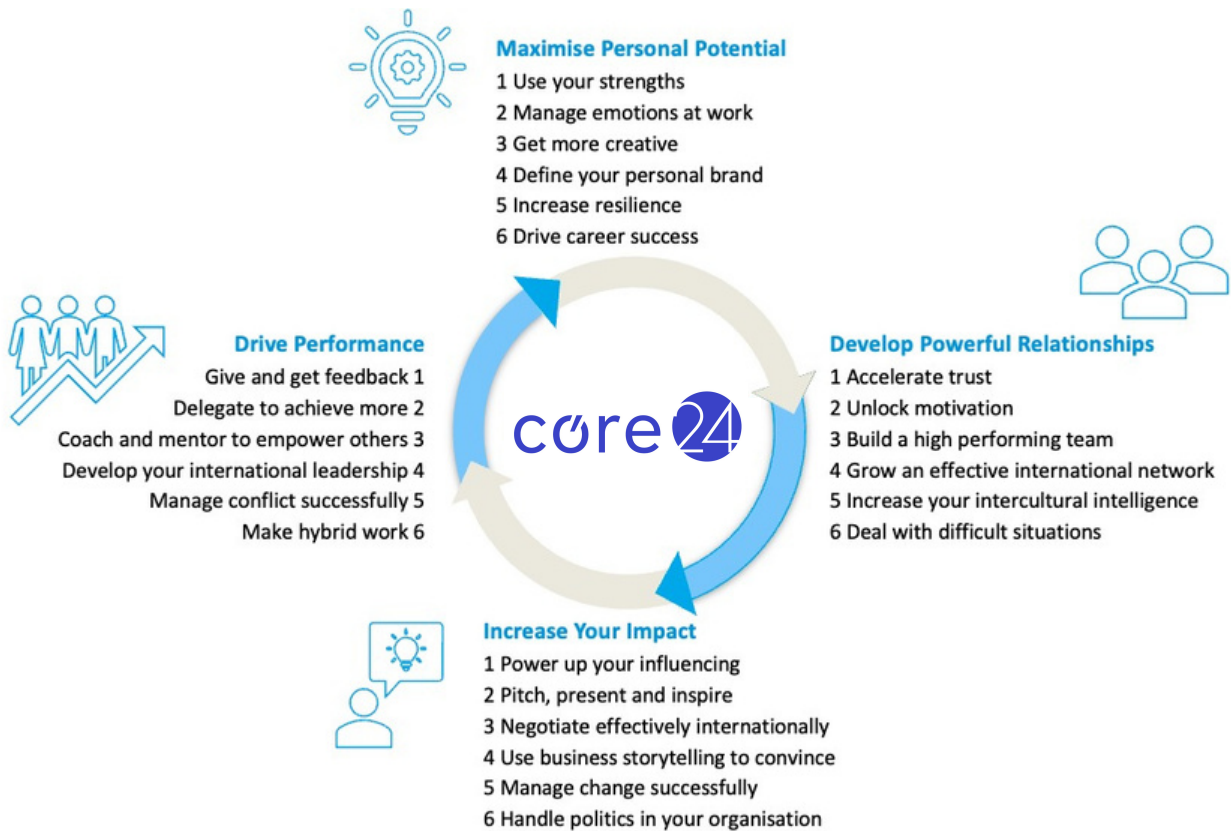 Maximise Personal Potential
1 Use your strengths
2 Manage emotions at work
3 Get more creative
4 Define your personal brand
5 Increase resilience
6 Drive career success
Drive Performance
Give and get feedback 1
Delegate to achieve more 2
Coach and mentor to empower others 3
Develop your international leadership 4
Manage conflict successfully 5
Make hybrid work 6
core 24
Develop Powerful Relationships
1 Accelerate trust
2 Unlock motivation
3 Build a high performing team
4 Grow an effective international network
5 Increase your intercultural intelligence
6 Deal with difficult situations
Increase Your Impact
1 Power up your influencing
2 Pitch, present and inspire
3 Negotiate effectively internationally
4 Use business storytelling to convince
5 Manage change successfully
6 Handle politics in your organisation